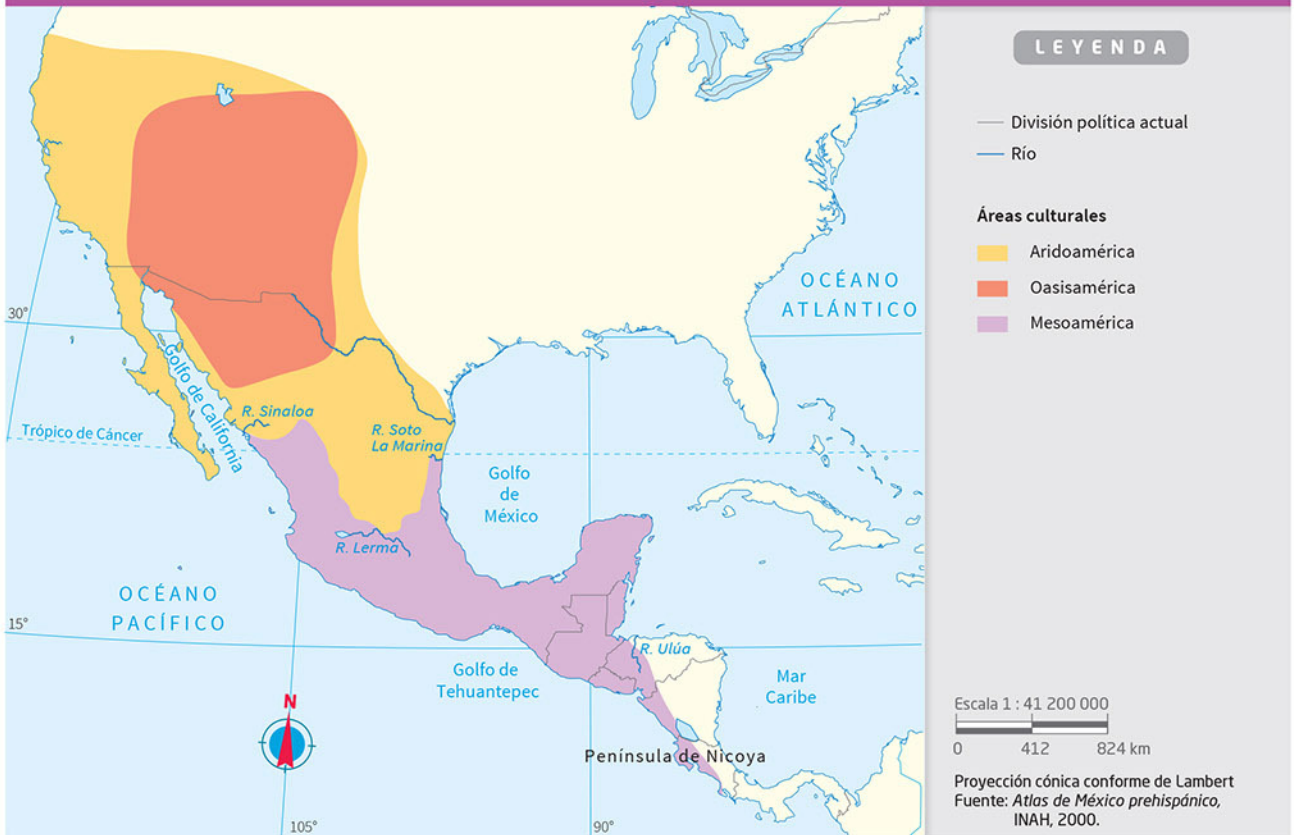 30°
15°
105°
90°
Trópico de Cáncer
Golfo de California
R. Sinaloa
R. Soto
La Marina
R. Lerma
Golfo
de
México
OCÉANO
ATLÁNTICO
OCÉANO
PACÍFICO
Golfo de
Tehuantepec
R. Ulúa
Mar
Caribe
Península de Nicoya
N
LEYENDA
División política actual
Río
Áreas culturales
Aridoamérica
Oasisamérica
Mesoamérica
Escala 1 : 41 200 000
0 412 824 km
Proyección cónica conforme de Lambert
Fuente: Atlas de México prehispánico,
INAH, 2000.